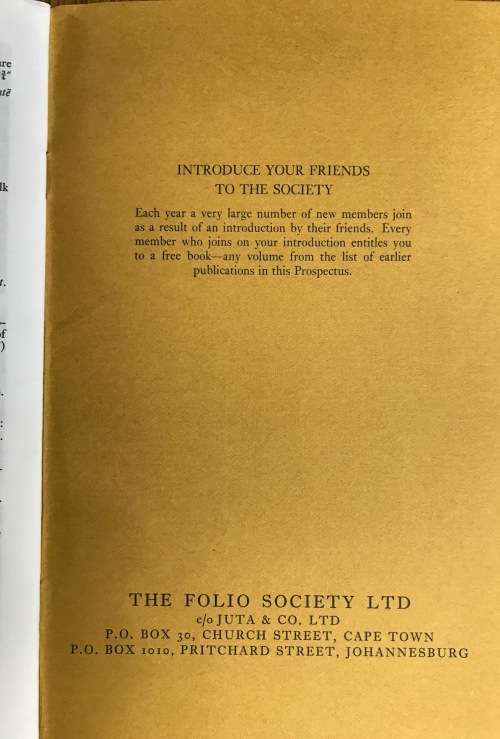 INTRODUCE YOUR FRIENDS
TO THE SOCIETY
Each year a very large number of new members join
as a result of an introduction by their friends. Every
member who joins on your introduction entitles you
to a free book—any volume from the list of earlier
publications in this Prospectus.
THE FOLIO SOCIETY LTD
c/o JUTA & CO. LTD
P.O. BOX 30, CHURCH STREET, CAPE TOWN
P.O. BOX 1010, PRITCHARD STREET, JOHANNESBURG